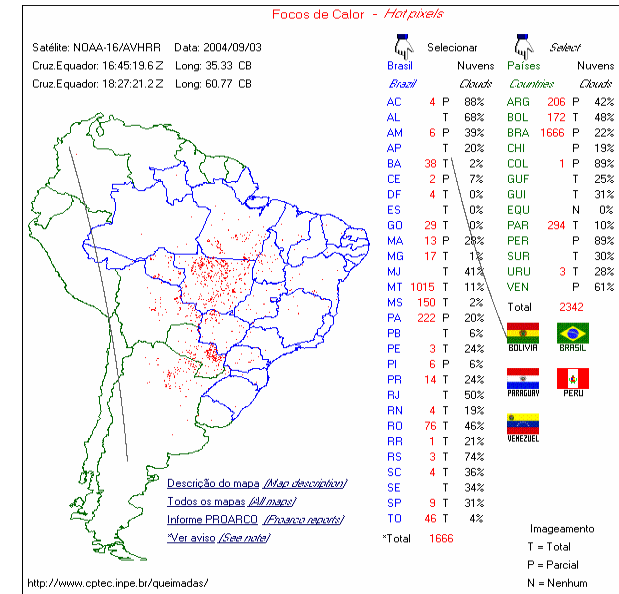 Focos de Calor - Hot pixels
Satélite: NOAA-16/AVHRR Data: 2004/09/03
Cruz.Equador: 16:45:19.6 Z Long: 35.33 CB
Cruz.Equador: 18:27:21.2 Z Long: 60.77 CB
Selecionar
Brasil Nuvens
Brazil Clouds
AC 4 P 88%
AL T 68%
AM 6 P 39%
AP T 20%
BA 38 T 2%
CE 2 P 7%
DF 4 T 0%
ES T 0%
GO 29 T 0%
MA 13 P 28%
MG 17 T 1%
MJ T 41%
MT 1015 T 11%
MS 150 T 2%
PA 222 P 20%
PB T 6%
PE 3 T 24%
PI 6 P 6%
PR 14 T 24%
RJ T 50%
RN 4 T 19%
RO 76 T 46%
RR 1 T 21%
RS 3 T 74%
SC 4 T 36%
SE T 34%
SP 9 T 31%
TO 46 T 4%
*Total 1666
Select
Países Nuvens
Countries Clouds
ARG 206 P 42%
BOL 172 T 48%
BRA 1666 P 22%
CHI P 19%
COL 1 P 89%
GUF T 25%
GUI T 31%
EQU N 0%
PAR 294 T 10%
PER P 89%
SUR T 30%
URU 3 T 28%
VEN P 61%
Total 2342
BOLIVIA BRASIL
PARAGUAY PERU
VENEZUEL
Descrição do mapa (Map description)
Todos os mapas (All maps)
Informe PROARCO (Proarco reports)
*Ver aviso (See note)
Imageamento
T = Total
P = Parcial
N = Nenhum
http://www.cptec.inpe.br/queimadas/